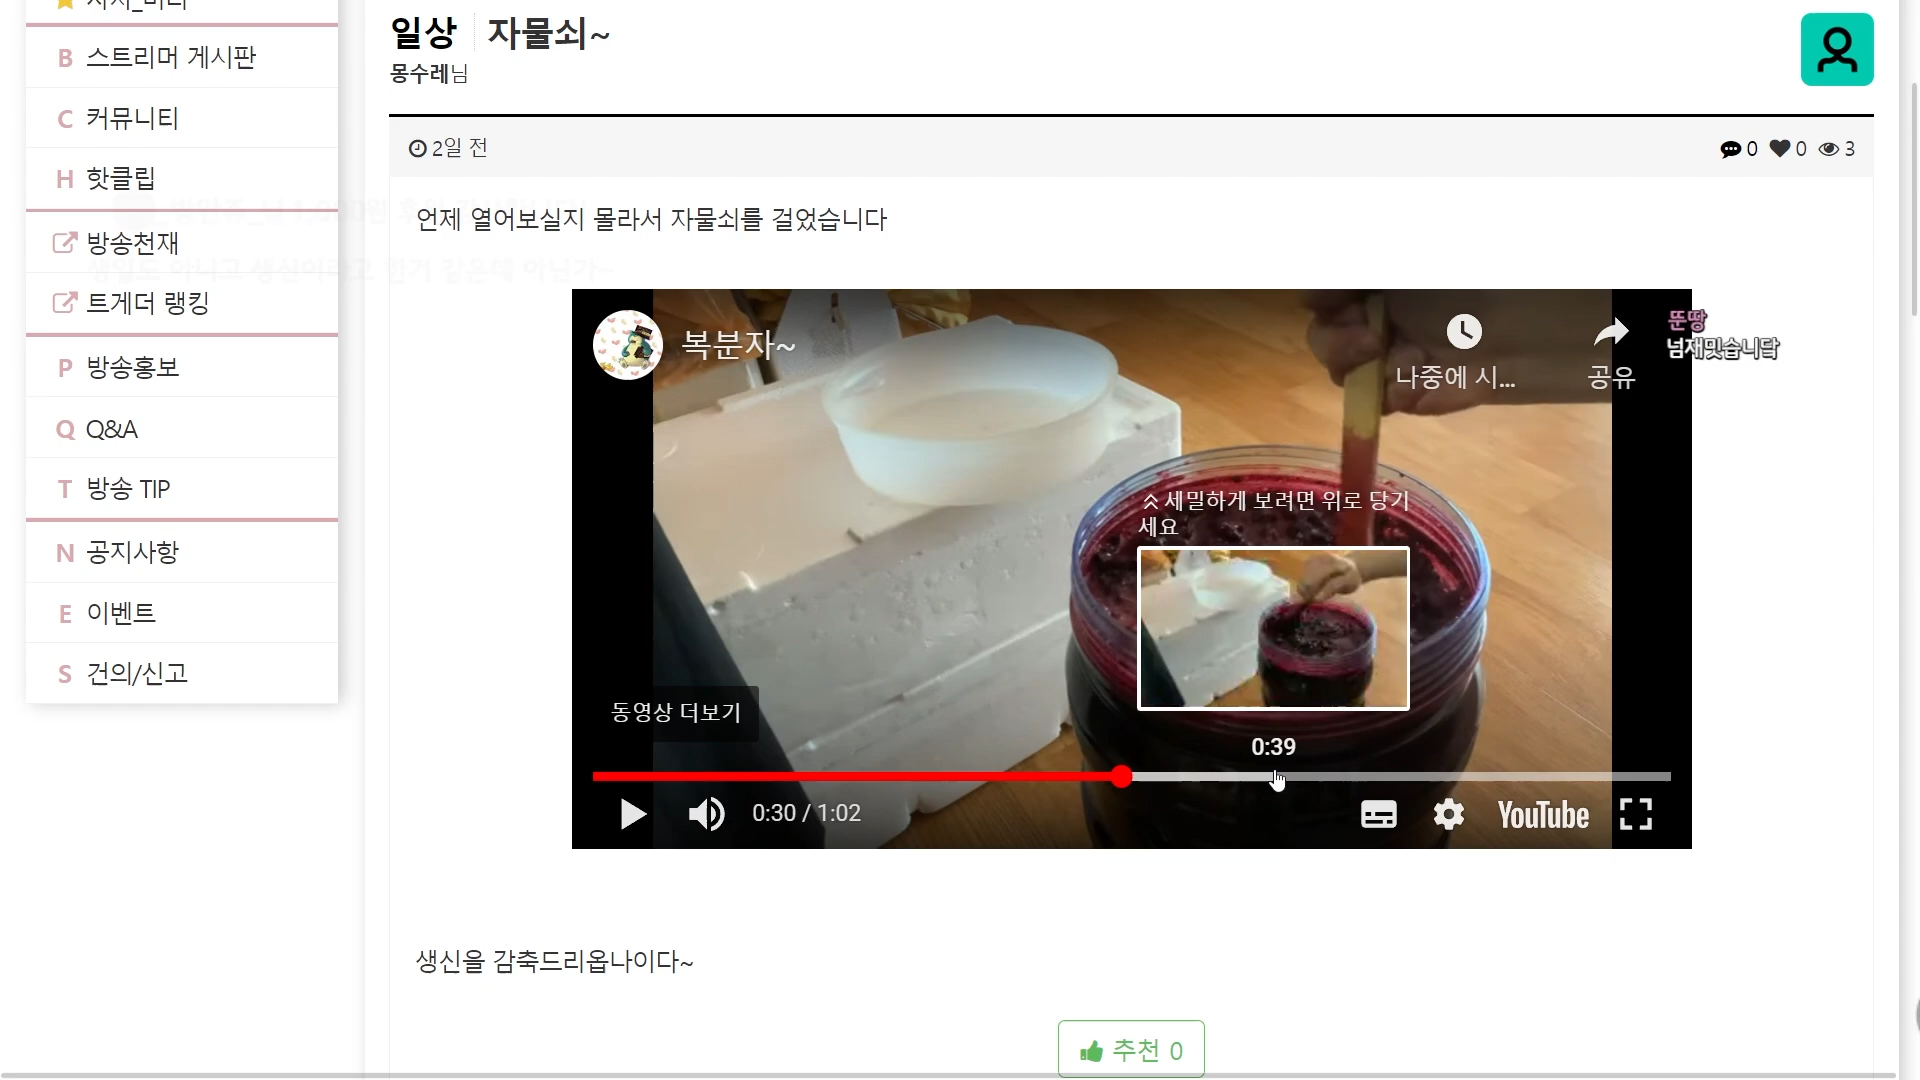 B 스트리머 게시판
C 커뮤니티
H 핫클립
방송천재
트게더 랭킹
P 방송홍보
Q Q&A
T 방송 TIP
N 공지사항
E 이벤트
S 건의/신고
일상 자물쇠~
몽수레님
2일 전
0 0 3
언제 열어보실지 몰라서 자물쇠를 걸었습니다
복분자~
나중에 시...
공유
뚠땅
넘재밋습니닥
세밀하게 보려면 위로 당기
세요
동영상 더보기
0:39
0:30 / 1:02
YouTube
생신을 감축드리옵나이다~
추천 0